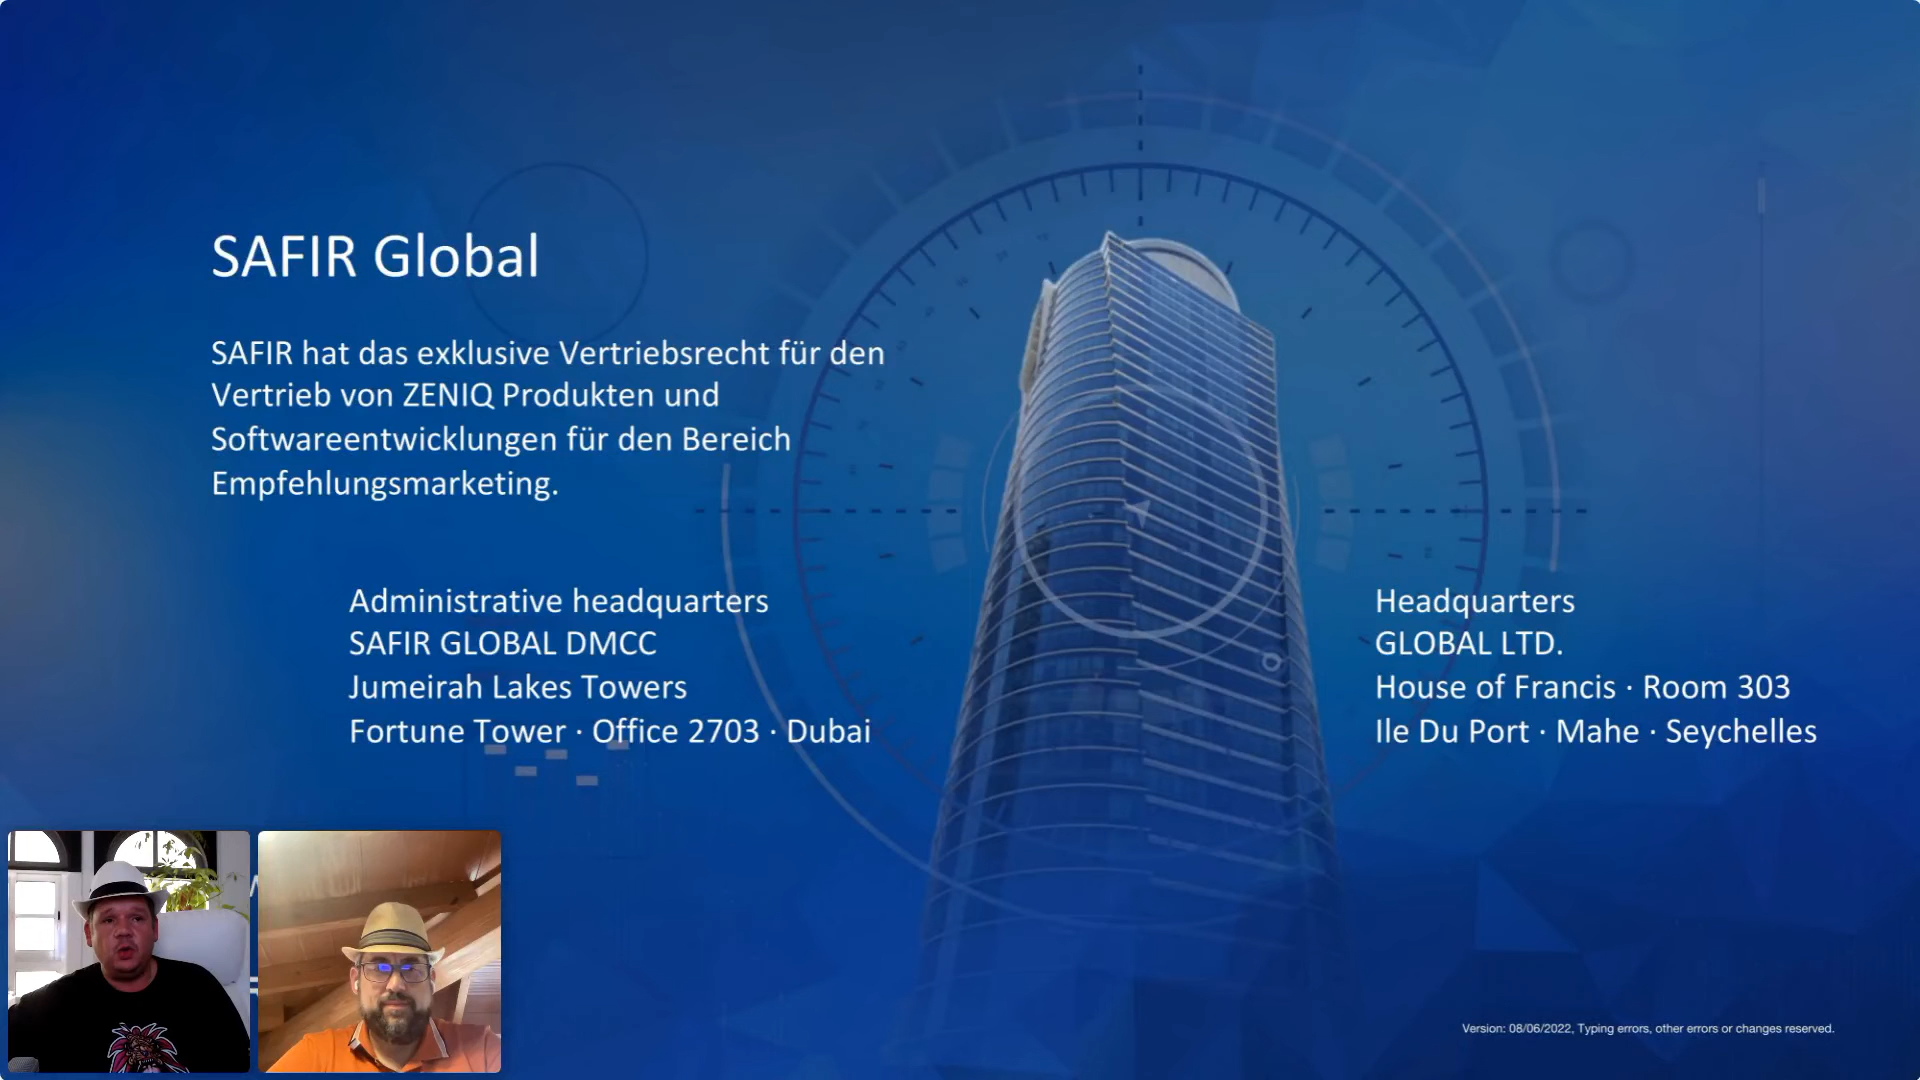 SAFIR Global
SAFIR hat das exklusive Vertriebsrecht für den
Vertrieb von ZENIQ Produkten und
Softwareentwicklungen für den Bereich
Empfehlungsmarketing.
Administrative headquarters
SAFIR GLOBAL DMCC
Jumeirah Lakes Towers
Fortune Tower · Office 2703 · Dubai
Headquarters
GLOBAL LTD.
House of Francis · Room 303
Ile Du Port · Mahe · Seychelles
Version: 08/06/2022, Typing errors, other errors or changes reserved.